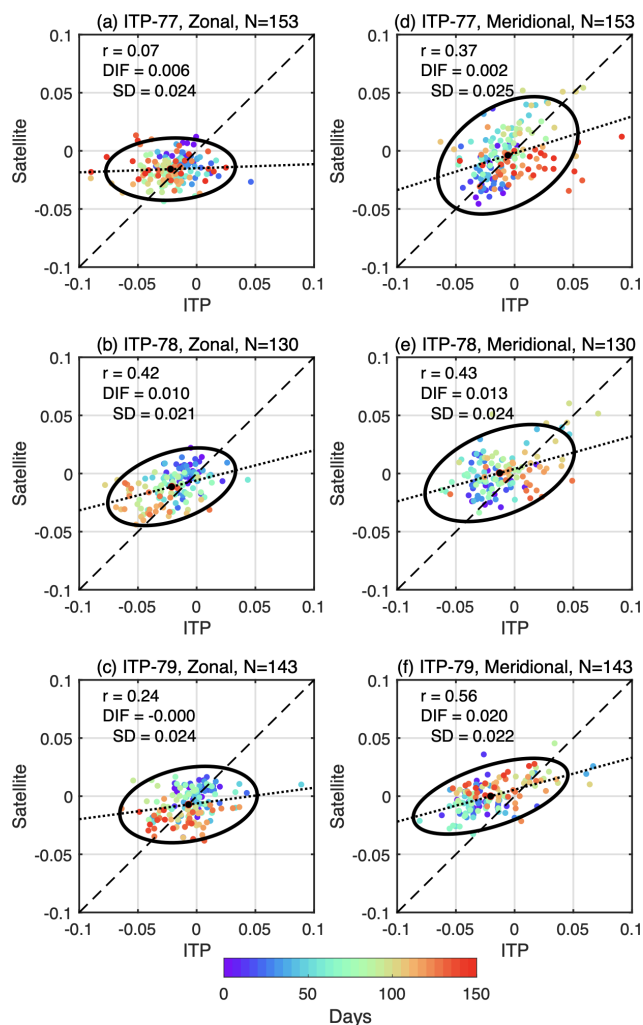 (a) ITP-77, Zonal, N=153
r = 0.07
DIF = 0.006
SD = 0.024
0.1
0.05
0
-0.05
-0.1
Satellite
-0.1 -0.05 0 0.05 0.1
ITP
(d) ITP-77, Meridional, N=153
r = 0.37
DIF = 0.002
SD = 0.025
0.1
0.05
0
-0.05
-0.1
Satellite
-0.1 -0.05 0 0.05 0.1
ITP
(b) ITP-78, Zonal, N=130
r = 0.42
DIF = 0.010
SD = 0.021
0.1
0.05
0
-0.05
-0.1
Satellite
-0.1 -0.05 0 0.05 0.1
ITP
(e) ITP-78, Meridional, N=130
r = 0.43
DIF = 0.013
SD = 0.024
0.1
0.05
0
-0.05
-0.1
Satellite
-0.1 -0.05 0 0.05 0.1
ITP
(c) ITP-79, Zonal, N=143
r = 0.24
DIF = -0.000
SD = 0.024
0.1
0.05
0
-0.05
-0.1
Satellite
-0.1 -0.05 0 0.05 0.1
ITP
(f) ITP-79, Meridional, N=143
r = 0.56
DIF = 0.020
SD = 0.022
0.1
0.05
0
-0.05
-0.1
Satellite
-0.1 -0.05 0 0.05 0.1
ITP
0 50 100 150
Days